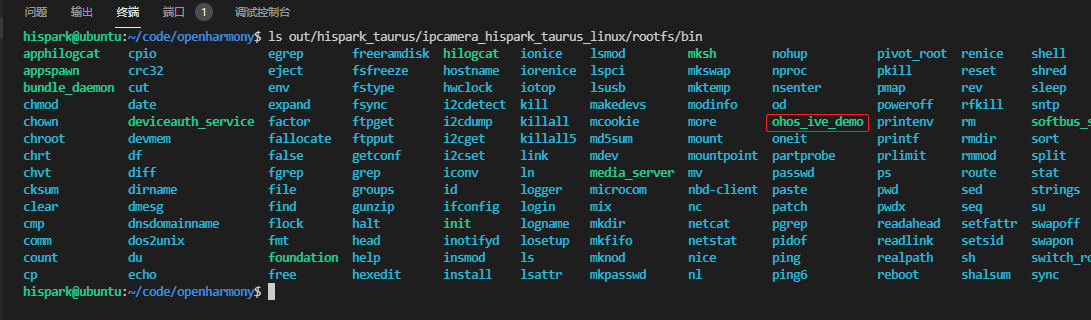 问题 输出 终端 端口 1 调试控制台
hispark@ubuntu:~/code/openharmony$ ls out/hispark_taurus/ipcamera_hispark_taurus_linux/rootfs/bin
apphilogcat cpio egrep freeramdisk hilogcat ionice lsmod mksh nohup pivot_root renice shell
appspawn crc32 eject fsfreeze hostname iorenice lspci mkswap nproc pkill reset shred
bundle_daemon cut env fstype hwclock iotop lsusb mktemp nsenter pmap rev sleep
chmod date expand fsync i2cdetect kill makedevs modinfo od poweroff rfkill sntp
chown deviceauth_service factor ftpget i2cdump killall mcookie more ohos_ive_demo printenv rm softbus_s
chroot devmem fallocate ftpput i2cget killall5 md5sum mount oneit printf rmdir sort
chrt df false getconf i2cset link mdev mountpoint partprobe prlimit rmmod split
chvt diff fgrep grep iconv ln media_server mv passwd ps route stat
cksum dirname file groups id logger microcom nbd-client paste pwd sed strings
clear dmesg find gunzip ifconfig login mix nc patch pwdx seq su
cmp dnsdomainname flock halt init logname mkdir netcat pgrep readahead setfattr swapoff
comm dos2unix fmt head inotifyd losetup mkfifo netstat pidof readlink setsid swapon
count du foundation help insmod ls mknod nice ping realpath sh switch_ro
cp echo free hexedit install lsattr mkpasswd nl ping6 reboot sha1sum sync
hispark@ubuntu:~/code/openharmony$